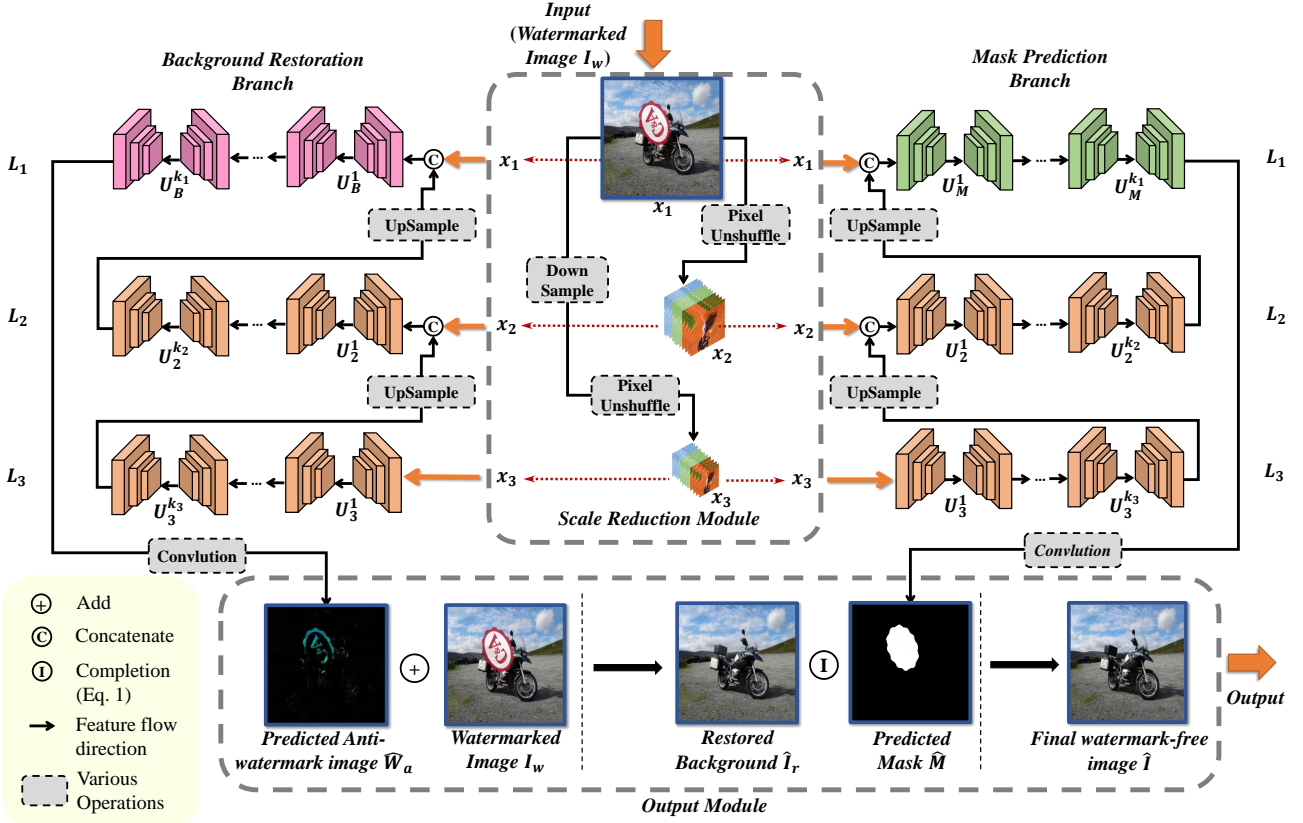 Input
(Watermarked
Image I_w)
Background Restoration
Branch
Mask Prediction
Branch
L_1
U_B^{k_1}
...
U_B^1
C
x_1
x_1
x_1
C
U_M^1
...
U_M^{k_1}
L_1
UpSample
Pixel
Unshuffle
UpSample
Down
Sample
L_2
U_2^{k_2}
...
U_2^1
C
x_2
x_2
x_2
C
U_2^1
...
U_2^{k_2}
L_2
UpSample
Pixel
Unshuffle
UpSample
L_3
U_3^{k_3}
...
U_3^1
x_3
x_3
x_3
U_3^1
...
U_3^{k_3}
L_3
Scale Reduction Module
Convlution
Convlution
+ Add
C Concatenate
I Completion
(Eq. 1)
Feature flow
direction
Various
Operations
+
I
Predicted Anti-
watermark image Ŵ_a
Watermarked
Image I_w
Restored
Background Î_r
Predicted
Mask M̂
Final watermark-free
image Î
Output
Output Module